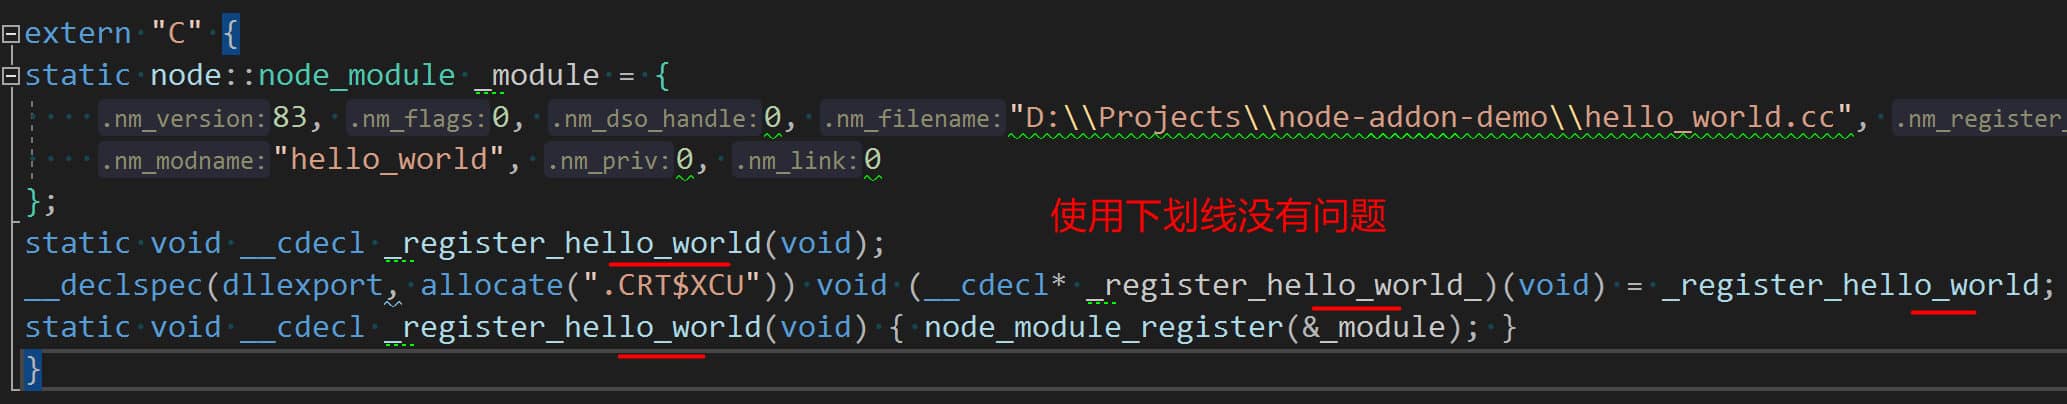 extern "C" {
static node::node_module _module = {
.nm_version:83, .nm_flags:0, .nm_dso_handle:0, .nm_filename:"D:\\Projects\\node-addon-demo\\hello_world.cc", .nm_register_
.nm_modname:"hello_world", .nm_priv:0, .nm_link:0
};
使用下划线没有问题
static void __cdecl _register_hello_world(void);
__declspec(dllexport, allocate(".CRT$XCU")) void (__cdecl* _register_hello_world_)(void) = _register_hello_world;
static void __cdecl _register_hello_world(void) { node_module_register(&_module); }
}